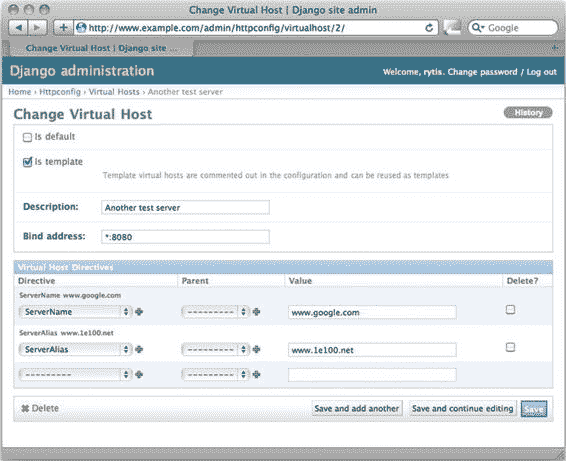 Change Virtual Host | Django site admin
http://www.example.com/admin/httpconfig/virtualhost/2/
Google
Change Virtual Host | Django site ...
Django administration
Welcome, rytis. Change password / Log out
Home › Httpconfig › Virtual Hosts › Another test server
Change Virtual Host
History
Is default
Is template
Template virtual hosts are commented out in the configuration and can be reused as templates
Description: Another test server
Bind address: *:8080
Virtual Host Directives
Directive Parent Value Delete?
ServerName www.google.com
ServerName --------- www.google.com
ServerAlias www.1e100.net
ServerAlias --------- www.1e100.net
--------- ---------
Delete Save and add another Save and continue editing Save